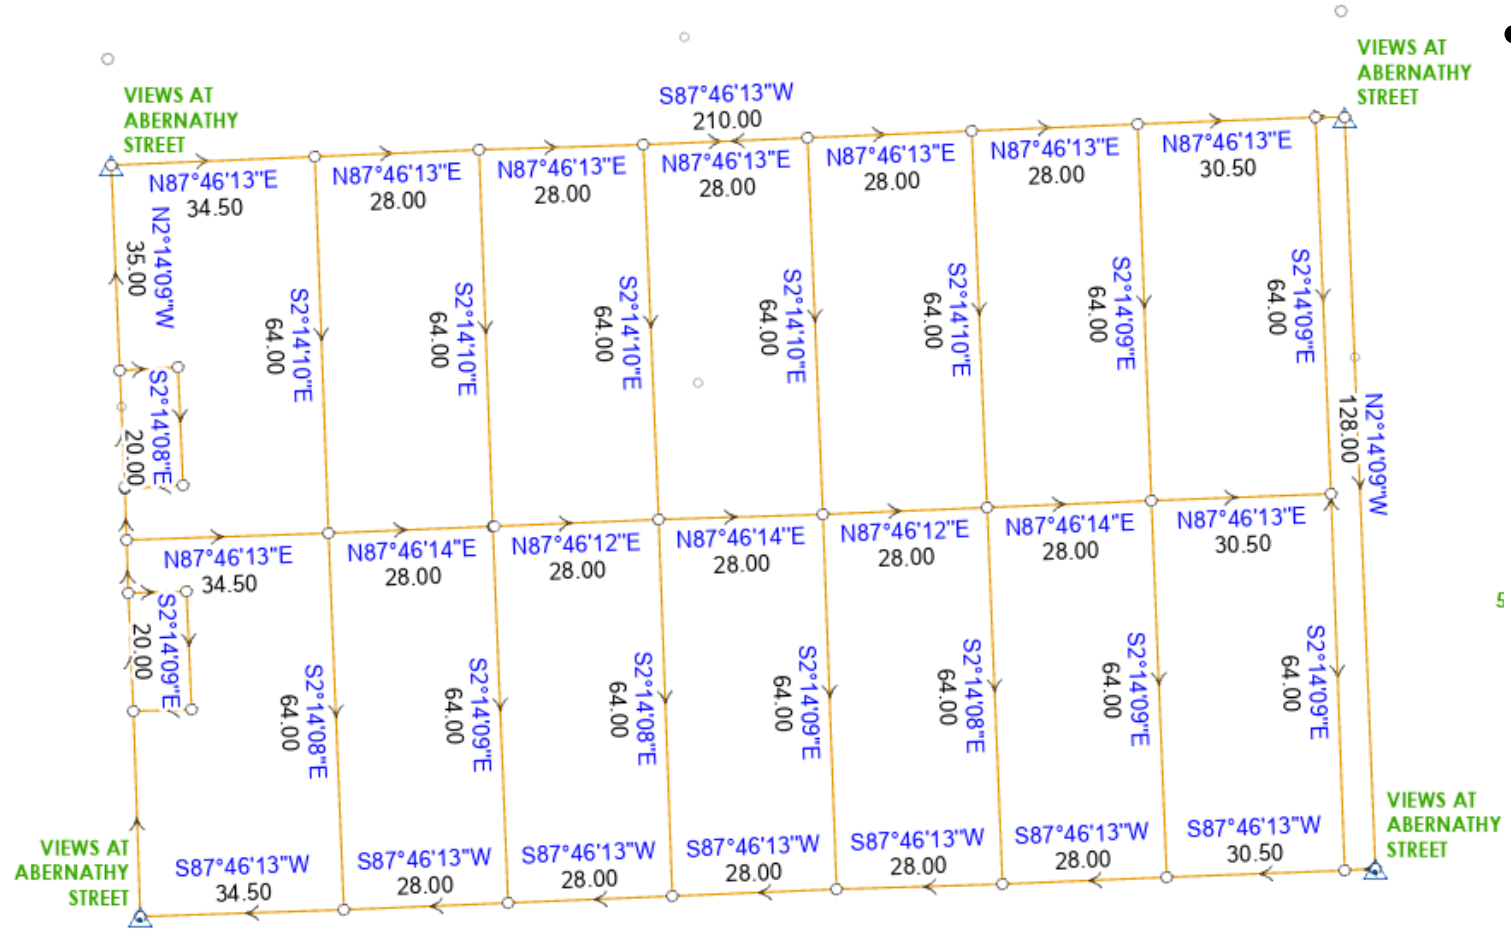 VIEWS AT
ABERNATHY
STREET
VIEWS AT
ABERNATHY
STREET
S87°46'13"W
210.00
N87°46'13"E
34.50
N87°46'13"E
28.00
N87°46'13"E
28.00
N87°46'13"E
28.00
N87°46'13"E
28.00
N87°46'13"E
28.00
N87°46'13"E
30.50
N2°14'09"W
35.00
S2°14'10"E
64.00
S2°14'10"E
64.00
S2°14'10"E
64.00
S2°14'10"E
64.00
S2°14'10"E
64.00
S2°14'09"E
64.00
S2°14'09"E
64.00
S2°14'08"E
20.00
N2°14'09"W
128.00
N87°46'13"E
34.50
N87°46'14"E
28.00
N87°46'12"E
28.00
N87°46'14"E
28.00
N87°46'12"E
28.00
N87°46'14"E
28.00
N87°46'13"E
30.50
S2°14'09"E
20.00
5
S2°14'08"E
64.00
S2°14'09"E
64.00
S2°14'08"E
64.00
S2°14'09"E
64.00
S2°14'08"E
64.00
S2°14'09"E
64.00
S2°14'09"E
64.00
VIEWS AT
ABERNATHY
STREET
S87°46'13"W
34.50
S87°46'13"W
28.00
S87°46'13"W
28.00
S87°46'13"W
28.00
S87°46'13"W
28.00
S87°46'13"W
28.00
S87°46'13"W
30.50
VIEWS AT
ABERNATHY
STREET